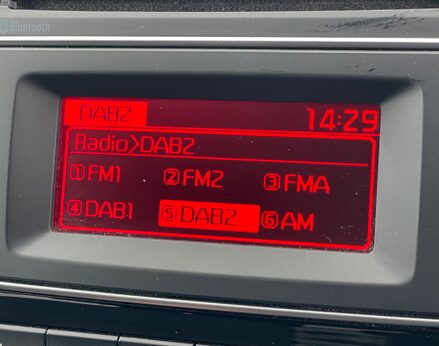 Bluetooth
DAB2 14:29
Radio>DAB2
①FM1 ②FM2 ③FMA
④DAB1 ⑤DAB2 ⑥AM